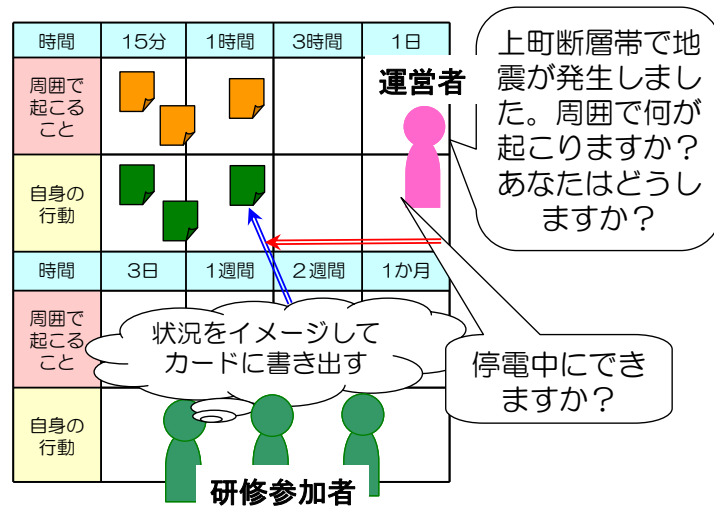 時間
15分
1時間
3時間
1日
周囲で
起こる
こと
自身の
行動
運営者
上町断層帯で地
震が発生しまし
た。周囲で何が
起こりますか？
あなたはどうし
ますか？
時間
3日
1週間
2週間
1か月
周囲で
起こる
こと
自身の
行動
状況をイメージして
カードに書き出す
停電中にでき
ますか？
研修参加者